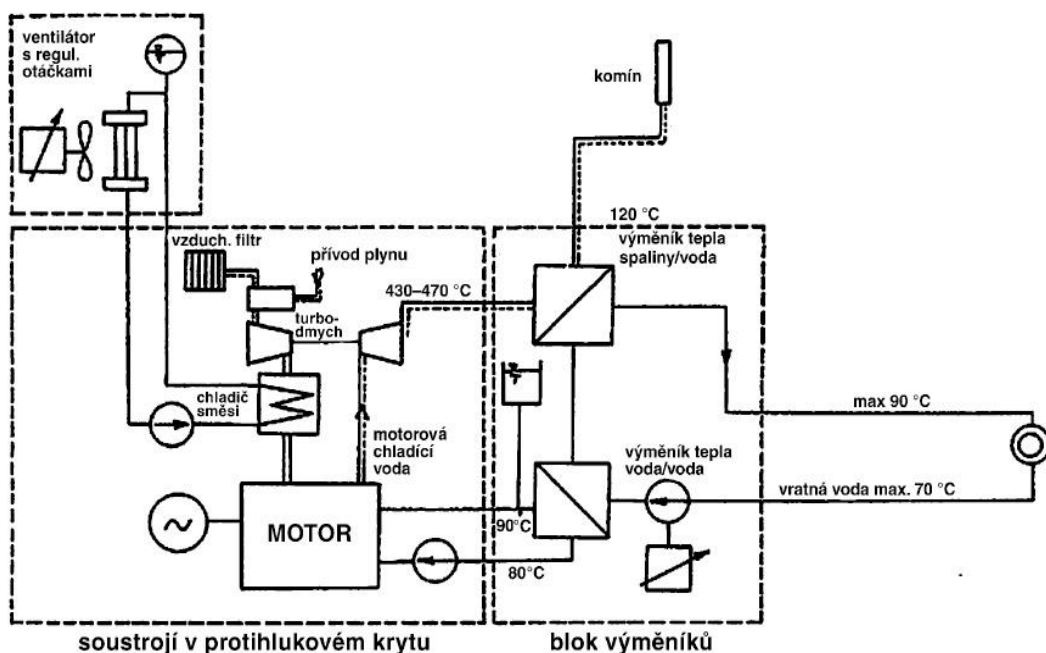 ventilátor
s regul.
otáčkami
komín
120 °C
výměník tepla
spaliny/voda
vzduch. filtr
přívod plynu
430–470 °C
turbo-
dmych
chladič
směsi
motorová
chladící
voda
max 90 °C
výměník tepla
voda/voda
vratná voda max. 70 °C
MOTOR
90°C
80°C
soustrojí v protihlukovém krytu
blok výměníků